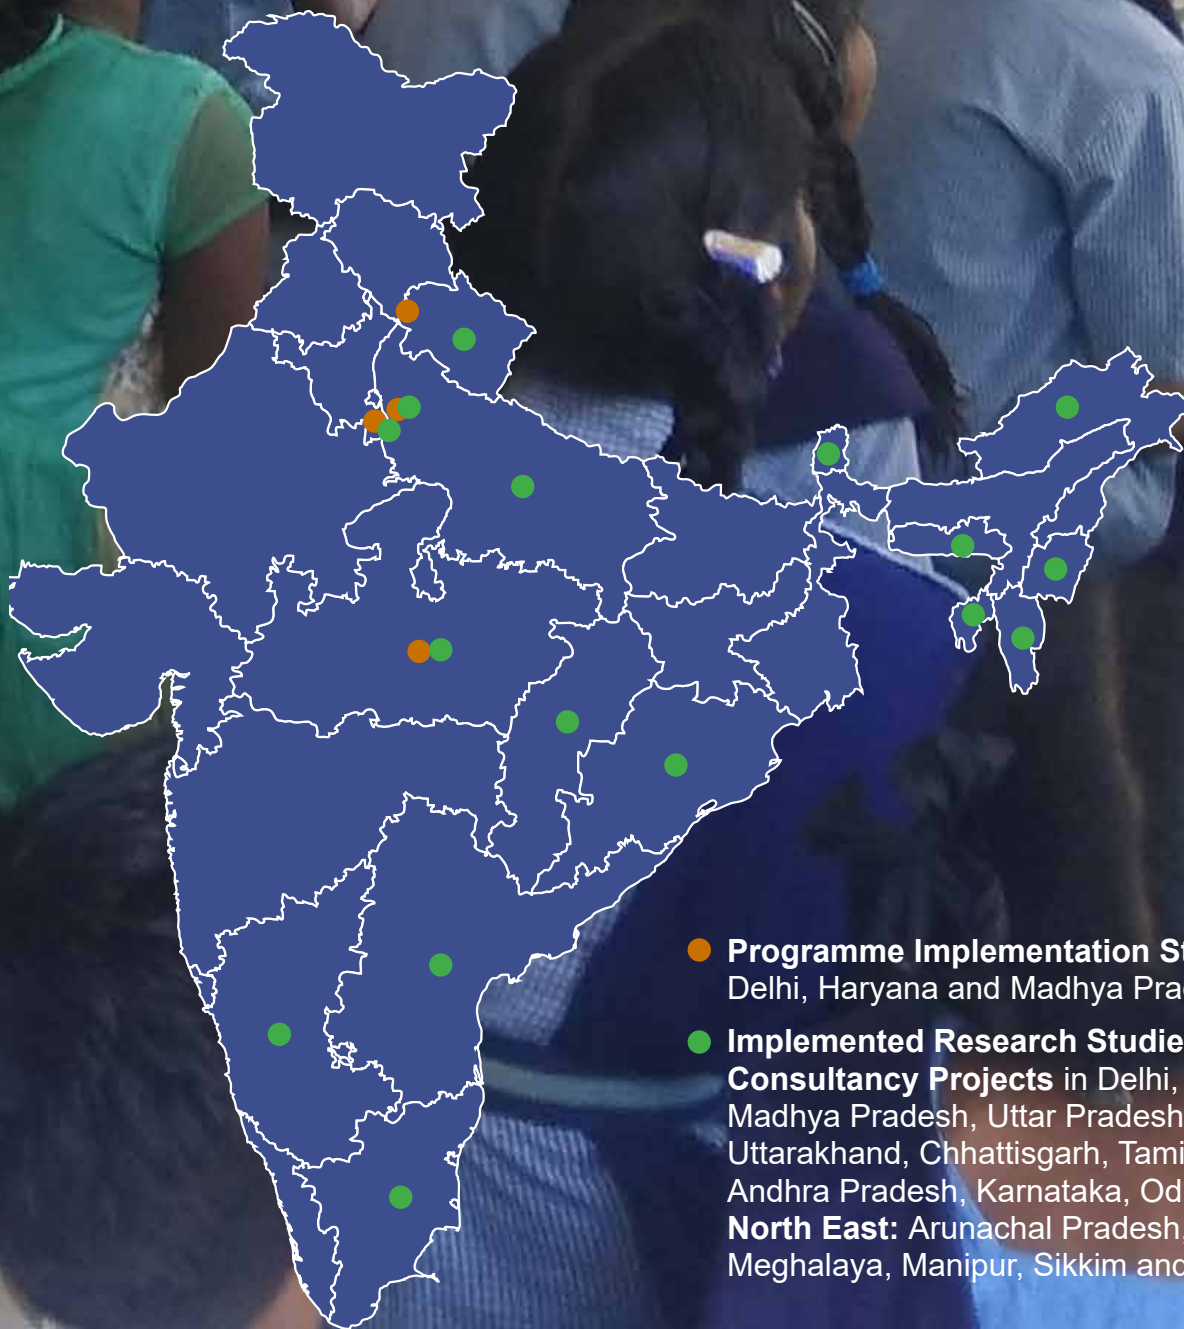 Programme Implementation St
Delhi, Haryana and Madhya Prad
Implemented Research Studie
Consultancy Projects in Delhi,
Madhya Pradesh, Uttar Pradesh
Uttarakhand, Chhattisgarh, Tami
Andhra Pradesh, Karnataka, Od
North East: Arunachal Pradesh,
Meghalaya, Manipur, Sikkim and